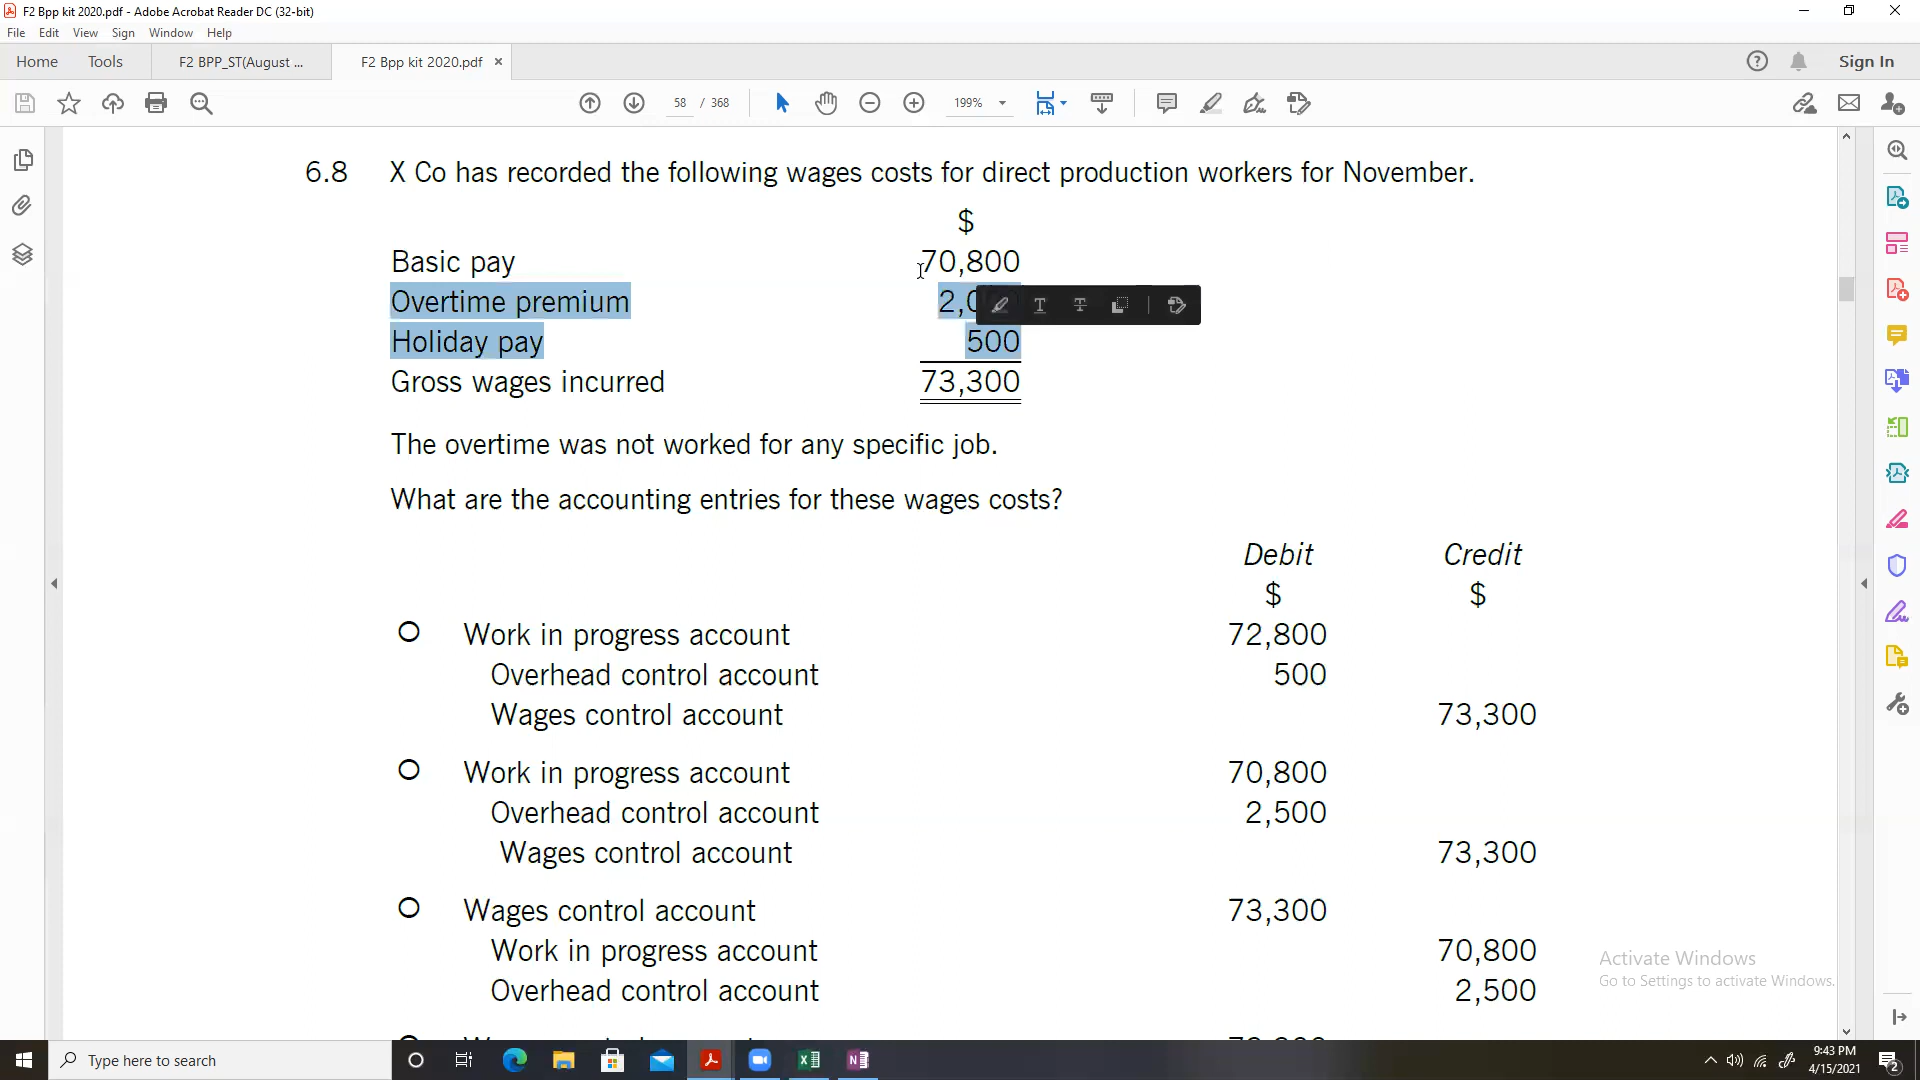 F2 Bpp kit 2020.pdf - Adobe Acrobat Reader DC (32-bit)
File Edit View Sign Window Help
Home Tools F2 BPP_ST(August ... F2 Bpp kit 2020.pdf × Sign In
58 / 368 199%
6.8 X Co has recorded the following wages costs for direct production workers for November.
$
Basic pay 70,800
Overtime premium 2,0
Holiday pay 500
Gross wages incurred 73,300
The overtime was not worked for any specific job.
What are the accounting entries for these wages costs?
Debit Credit
$ $
Work in progress account 72,800
Overhead control account 500
Wages control account 73,300
Work in progress account 70,800
Overhead control account 2,500
Wages control account 73,300
Wages control account 73,300
Work in progress account 70,800
Overhead control account 2,500
Activate Windows
Go to Settings to activate Windows.
Type here to search
9:43 PM
4/15/2021
2